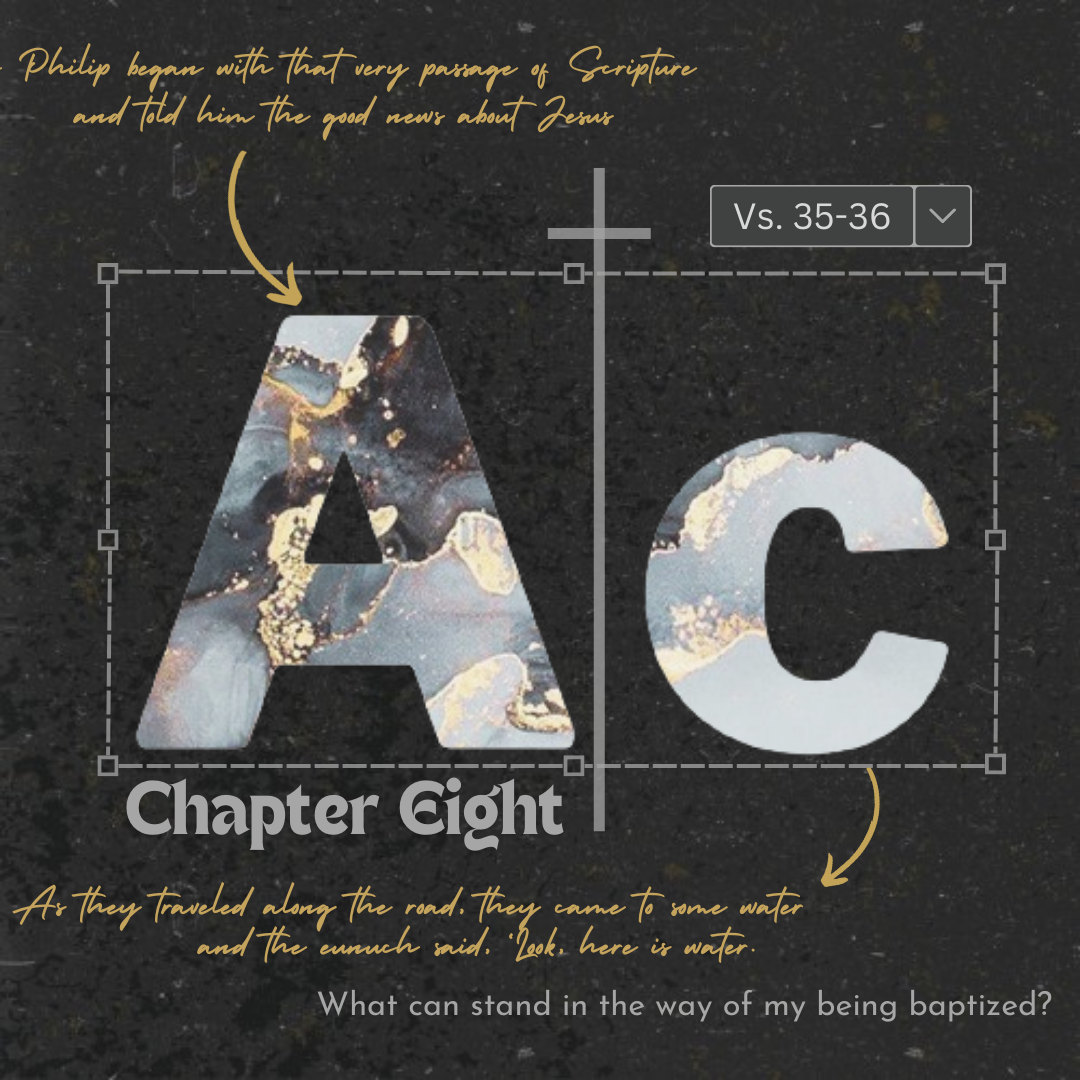 Philip began with that very passage of Scripture
and told him the good news about Jesus
Vs. 35-36
Ac
Chapter Eight
As they traveled along the road, they came to some water
and the eunuch said, 'Look, here is water.
What can stand in the way of my being baptized?